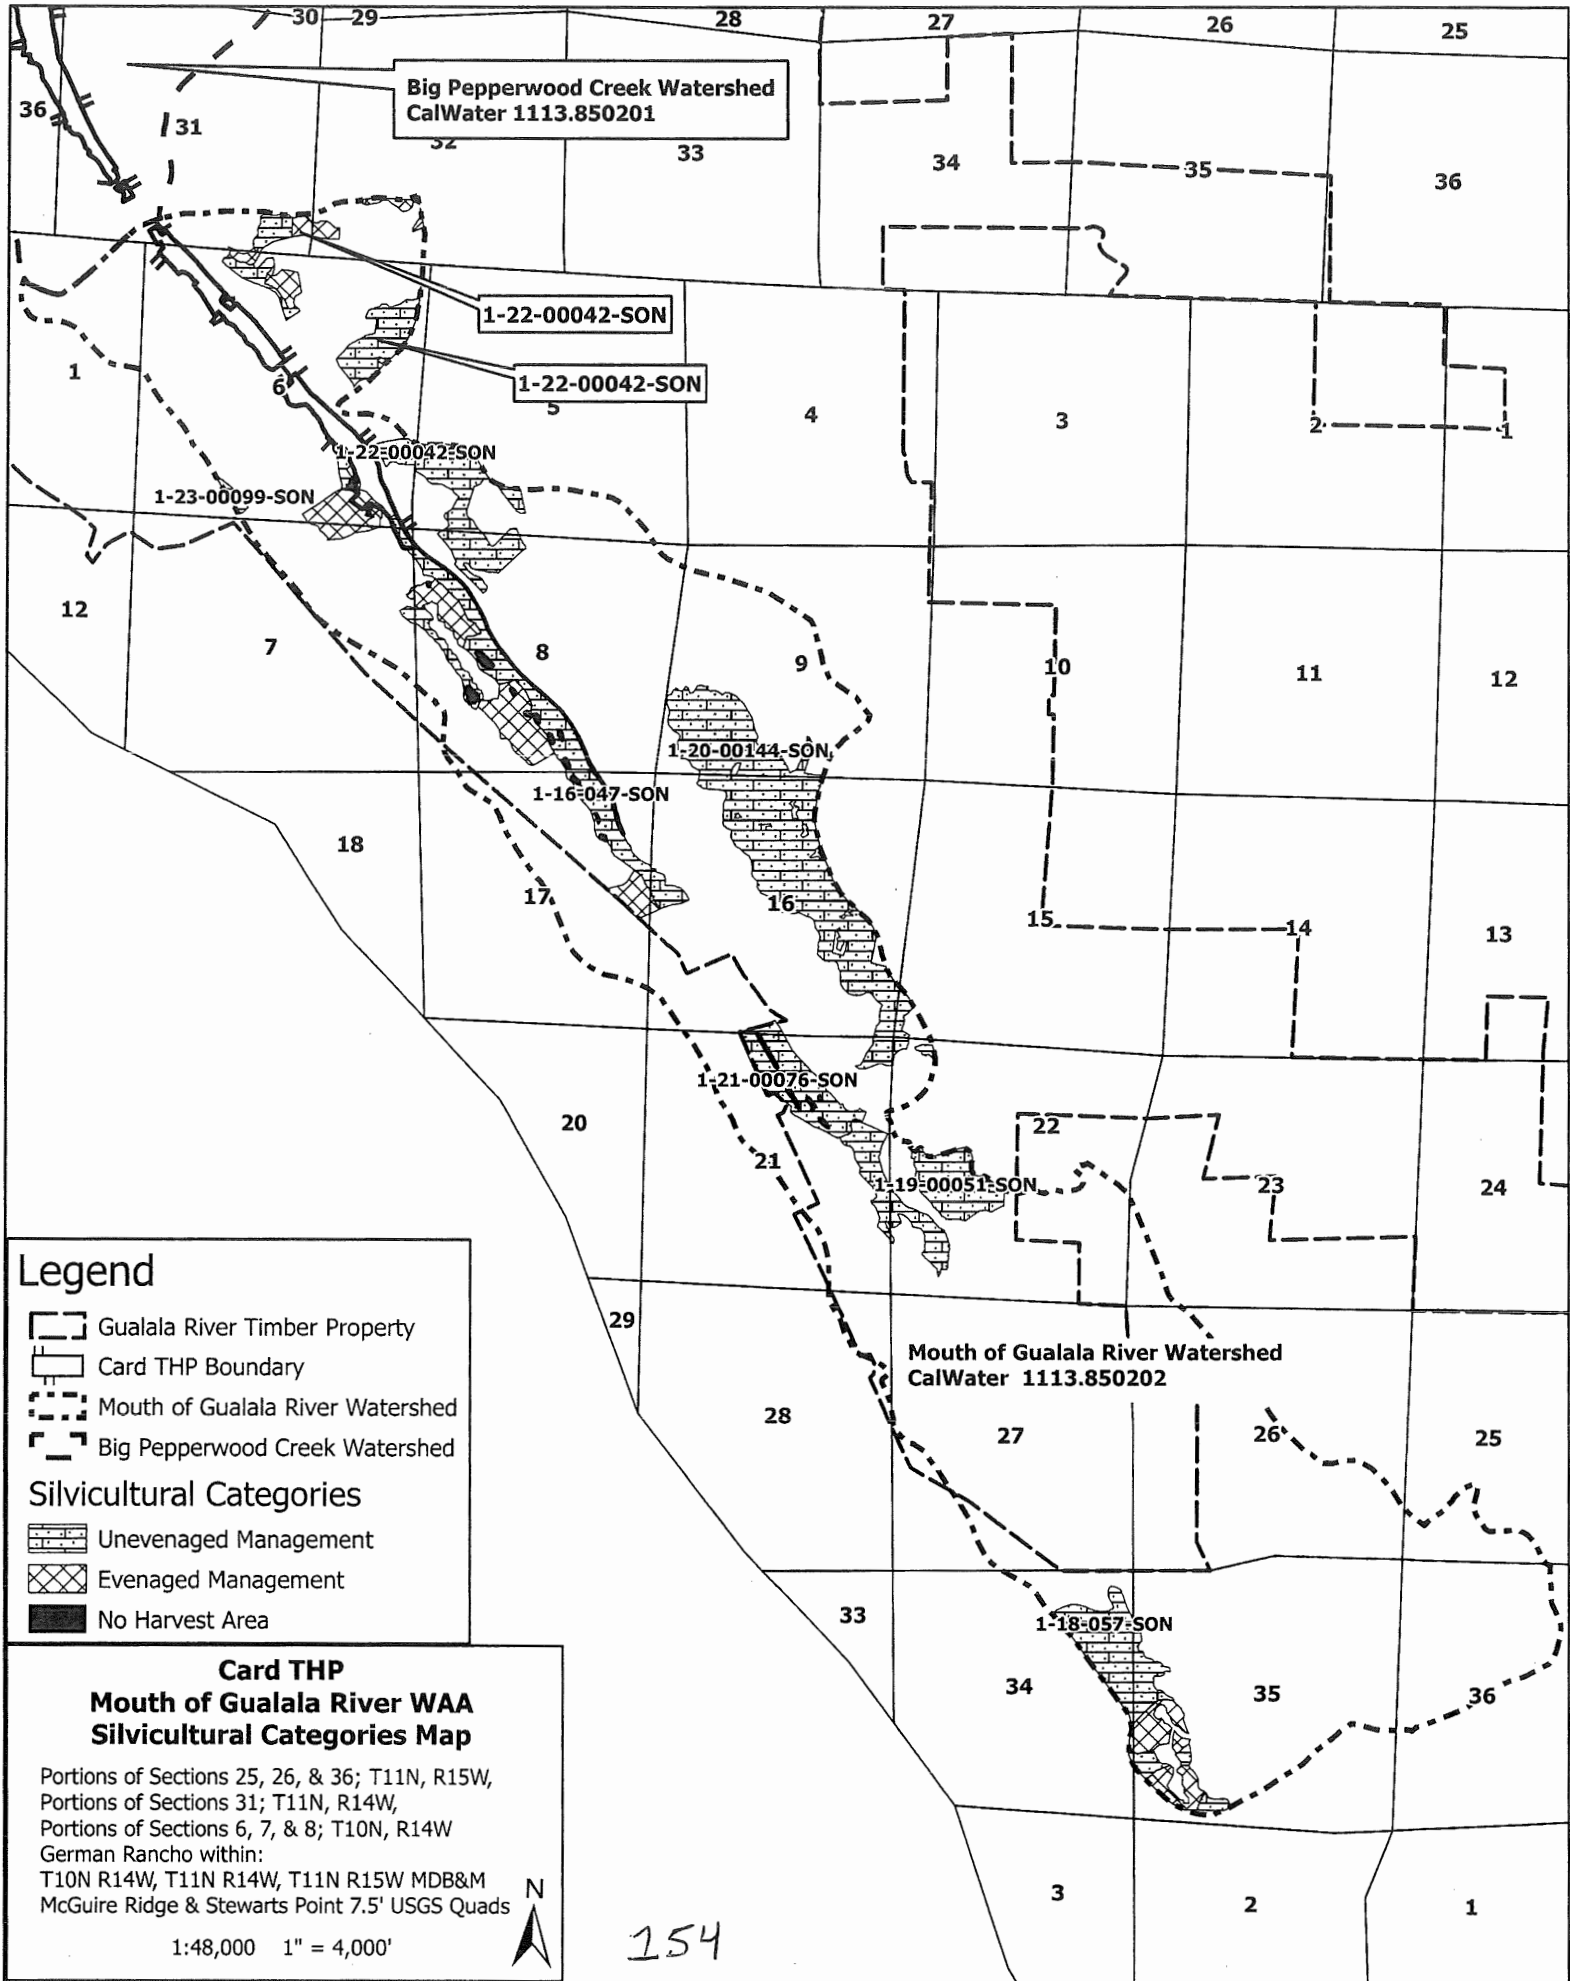 30
29
28
27
26
25
Big Pepperwood Creek Watershed
CalWater 1113.850201
36
31
32
33
34
35
36
1-22-00042-SON
1-22-00042-SON
1
6
5
4
3
2
1
1-22-00042-SON
1-23-00099-SON
12
7
8
9
10
11
12
1-20-00144-SON
1-16-047-SON
18
17
16
15
14
13
1-21-00076-SON
20
21
22
23
24
1-19-00051-SON
29
28
27
26
25
Mouth of Gualala River Watershed
CalWater 1113.850202
33
34
35
36
1-18-057-SON
3
2
1
Legend
Gualala River Timber Property
Card THP Boundary
Mouth of Gualala River Watershed
Big Pepperwood Creek Watershed
Silvicultural Categories
Unevenaged Management
Evenaged Management
No Harvest Area
Card THP
Mouth of Gualala River WAA
Silvicultural Categories Map
Portions of Sections 25, 26, & 36; T11N, R15W,
Portions of Sections 31; T11N, R14W,
Portions of Sections 6, 7, & 8; T10N, R14W
German Rancho within:
T10N R14W, T11N R14W, T11N R15W MDB&M
McGuire Ridge & Stewarts Point 7.5' USGS Quads
1:48,000 1" = 4,000'
N
154